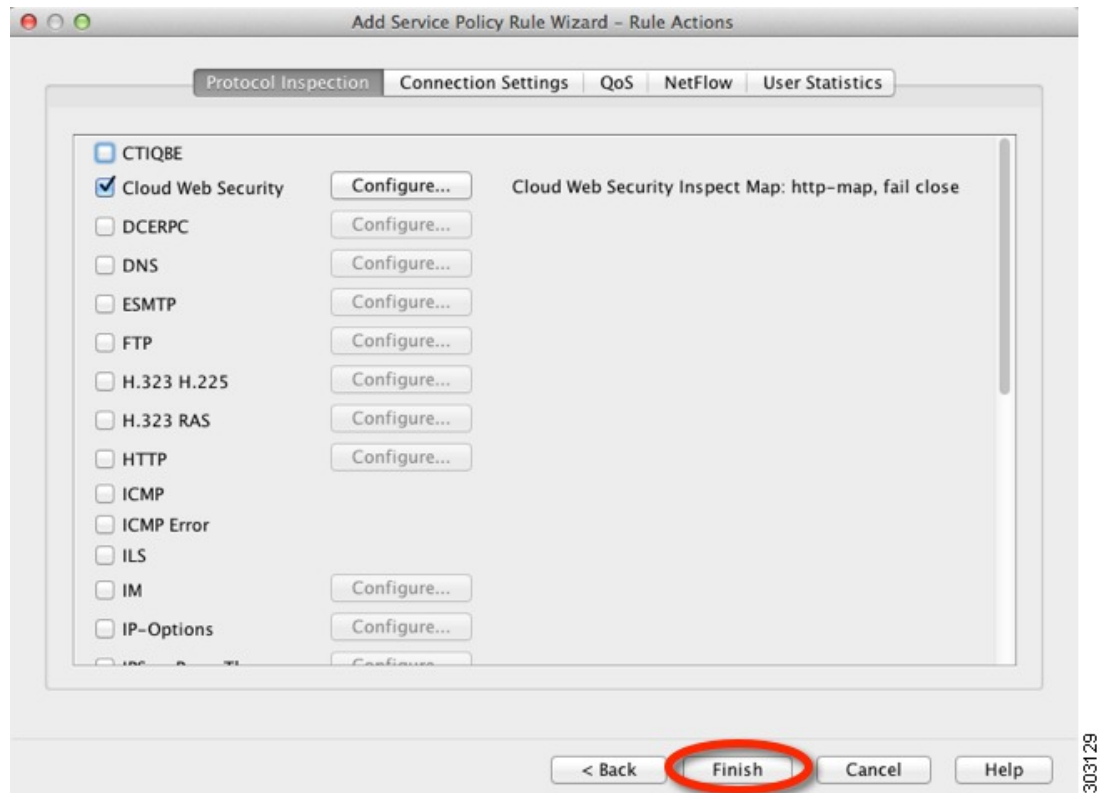 Add Service Policy Rule Wizard – Rule Actions
Protocol Inspection Connection Settings QoS NetFlow User Statistics
CTIQBE
Cloud Web Security Configure... Cloud Web Security Inspect Map: http-map, fail close
DCERPC Configure...
DNS Configure...
ESMTP Configure...
FTP Configure...
H.323 H.225 Configure...
H.323 RAS Configure...
HTTP Configure...
ICMP
ICMP Error
ILS
IM Configure...
IP-Options Configure...
Configure...
< Back Finish Cancel Help
303129